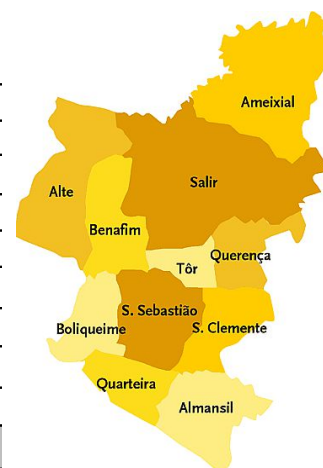 Ameixial
Salir
Alte
Benafim
Querença
Tôr
S. Sebastião
Boliqueime
S. Clemente
Quarteira
Almansil